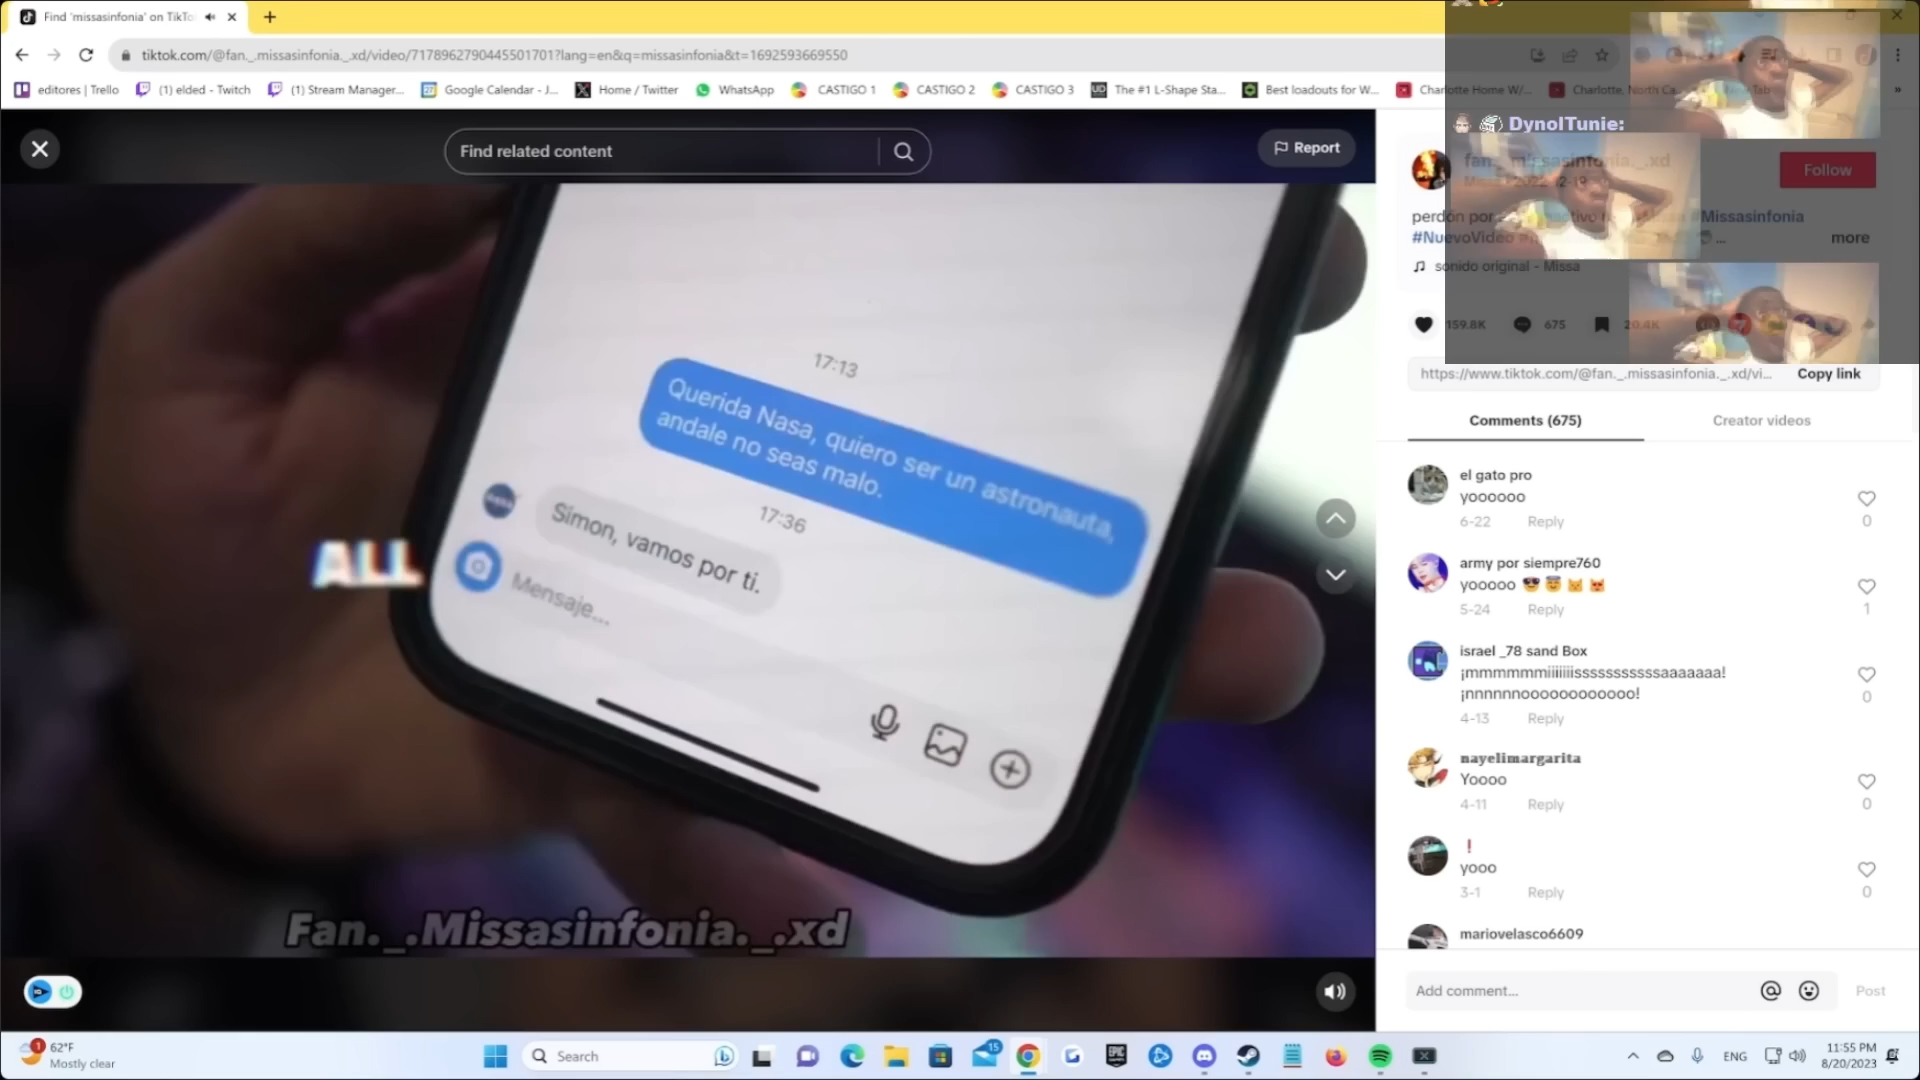 Find 'missasinfonia' on TikTo
tiktok.com/@fan._.missasinfonia._.xd/video/7178962790445501701?lang=en&q=missasinfonia&t=1692593669550
editores | Trello
(1) elded - Twitch
(1) Stream Manager...
Google Calendar - J...
Home / Twitter
WhatsApp
CASTIGO 1
CASTIGO 2
CASTIGO 3
The #1 L-Shape Sta...
Best loadouts for W...
Charlotte Home W/...
Charlotte, North Ca...
New Tab
Find related content
Report
17:13
Querida Nasa, quiero ser un astronauta,
andale no seas malo.
17:36
Simon, vamos por ti.
Mensaje...
ALL
Fan._.Missasinfonia._.xd
DynolTunie:
fan._.missasinfonia._.xd
Follow
perdon por
#Missasinfonia
#NuevoVideo
more
sonido original - Missa
159.8K
675
20.4K
https://www.tiktok.com/@fan._.missasinfonia._.xd/vi...
Copy link
Comments (675)
Creator videos
el gato pro
yoooooo
6-22
Reply
0
army por siempre760
yooooo 😎😇😺😻
5-24
Reply
1
israel _78 sand Box
¡mmmmmmiiiiiiissssssssssaaaaaaa!
¡nnnnnnoooooooooooo!
4-13
Reply
0
nayelimargarita
Yoooo
4-11
Reply
0
❗
yooo
3-1
Reply
0
mariovelasco6609
Add comment...
Post
1
62°F
Mostly clear
Search
15
ENG
11:55 PM
8/20/2023